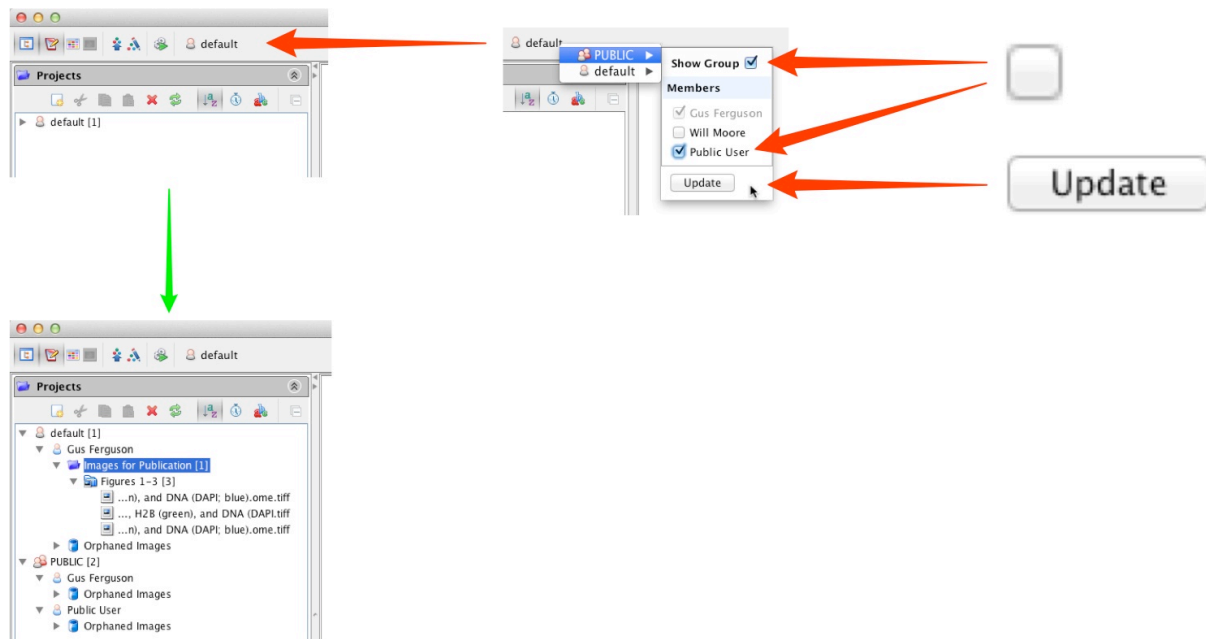 default
Projects
default [1]
default
PUBLIC
default
Show Group
Members
Gus Ferguson
Will Moore
Public User
Update
Update
default
Projects
default [1]
Gus Ferguson
Images for Publication [1]
Figures 1-3 [3]
...n), and DNA (DAPI; blue).ome.tiff
..., H2B (green), and DNA (DAPI.tiff
...n), and DNA (DAPI; blue).ome.tiff
Orphaned Images
PUBLIC [2]
Gus Ferguson
Orphaned Images
Public User
Orphaned Images